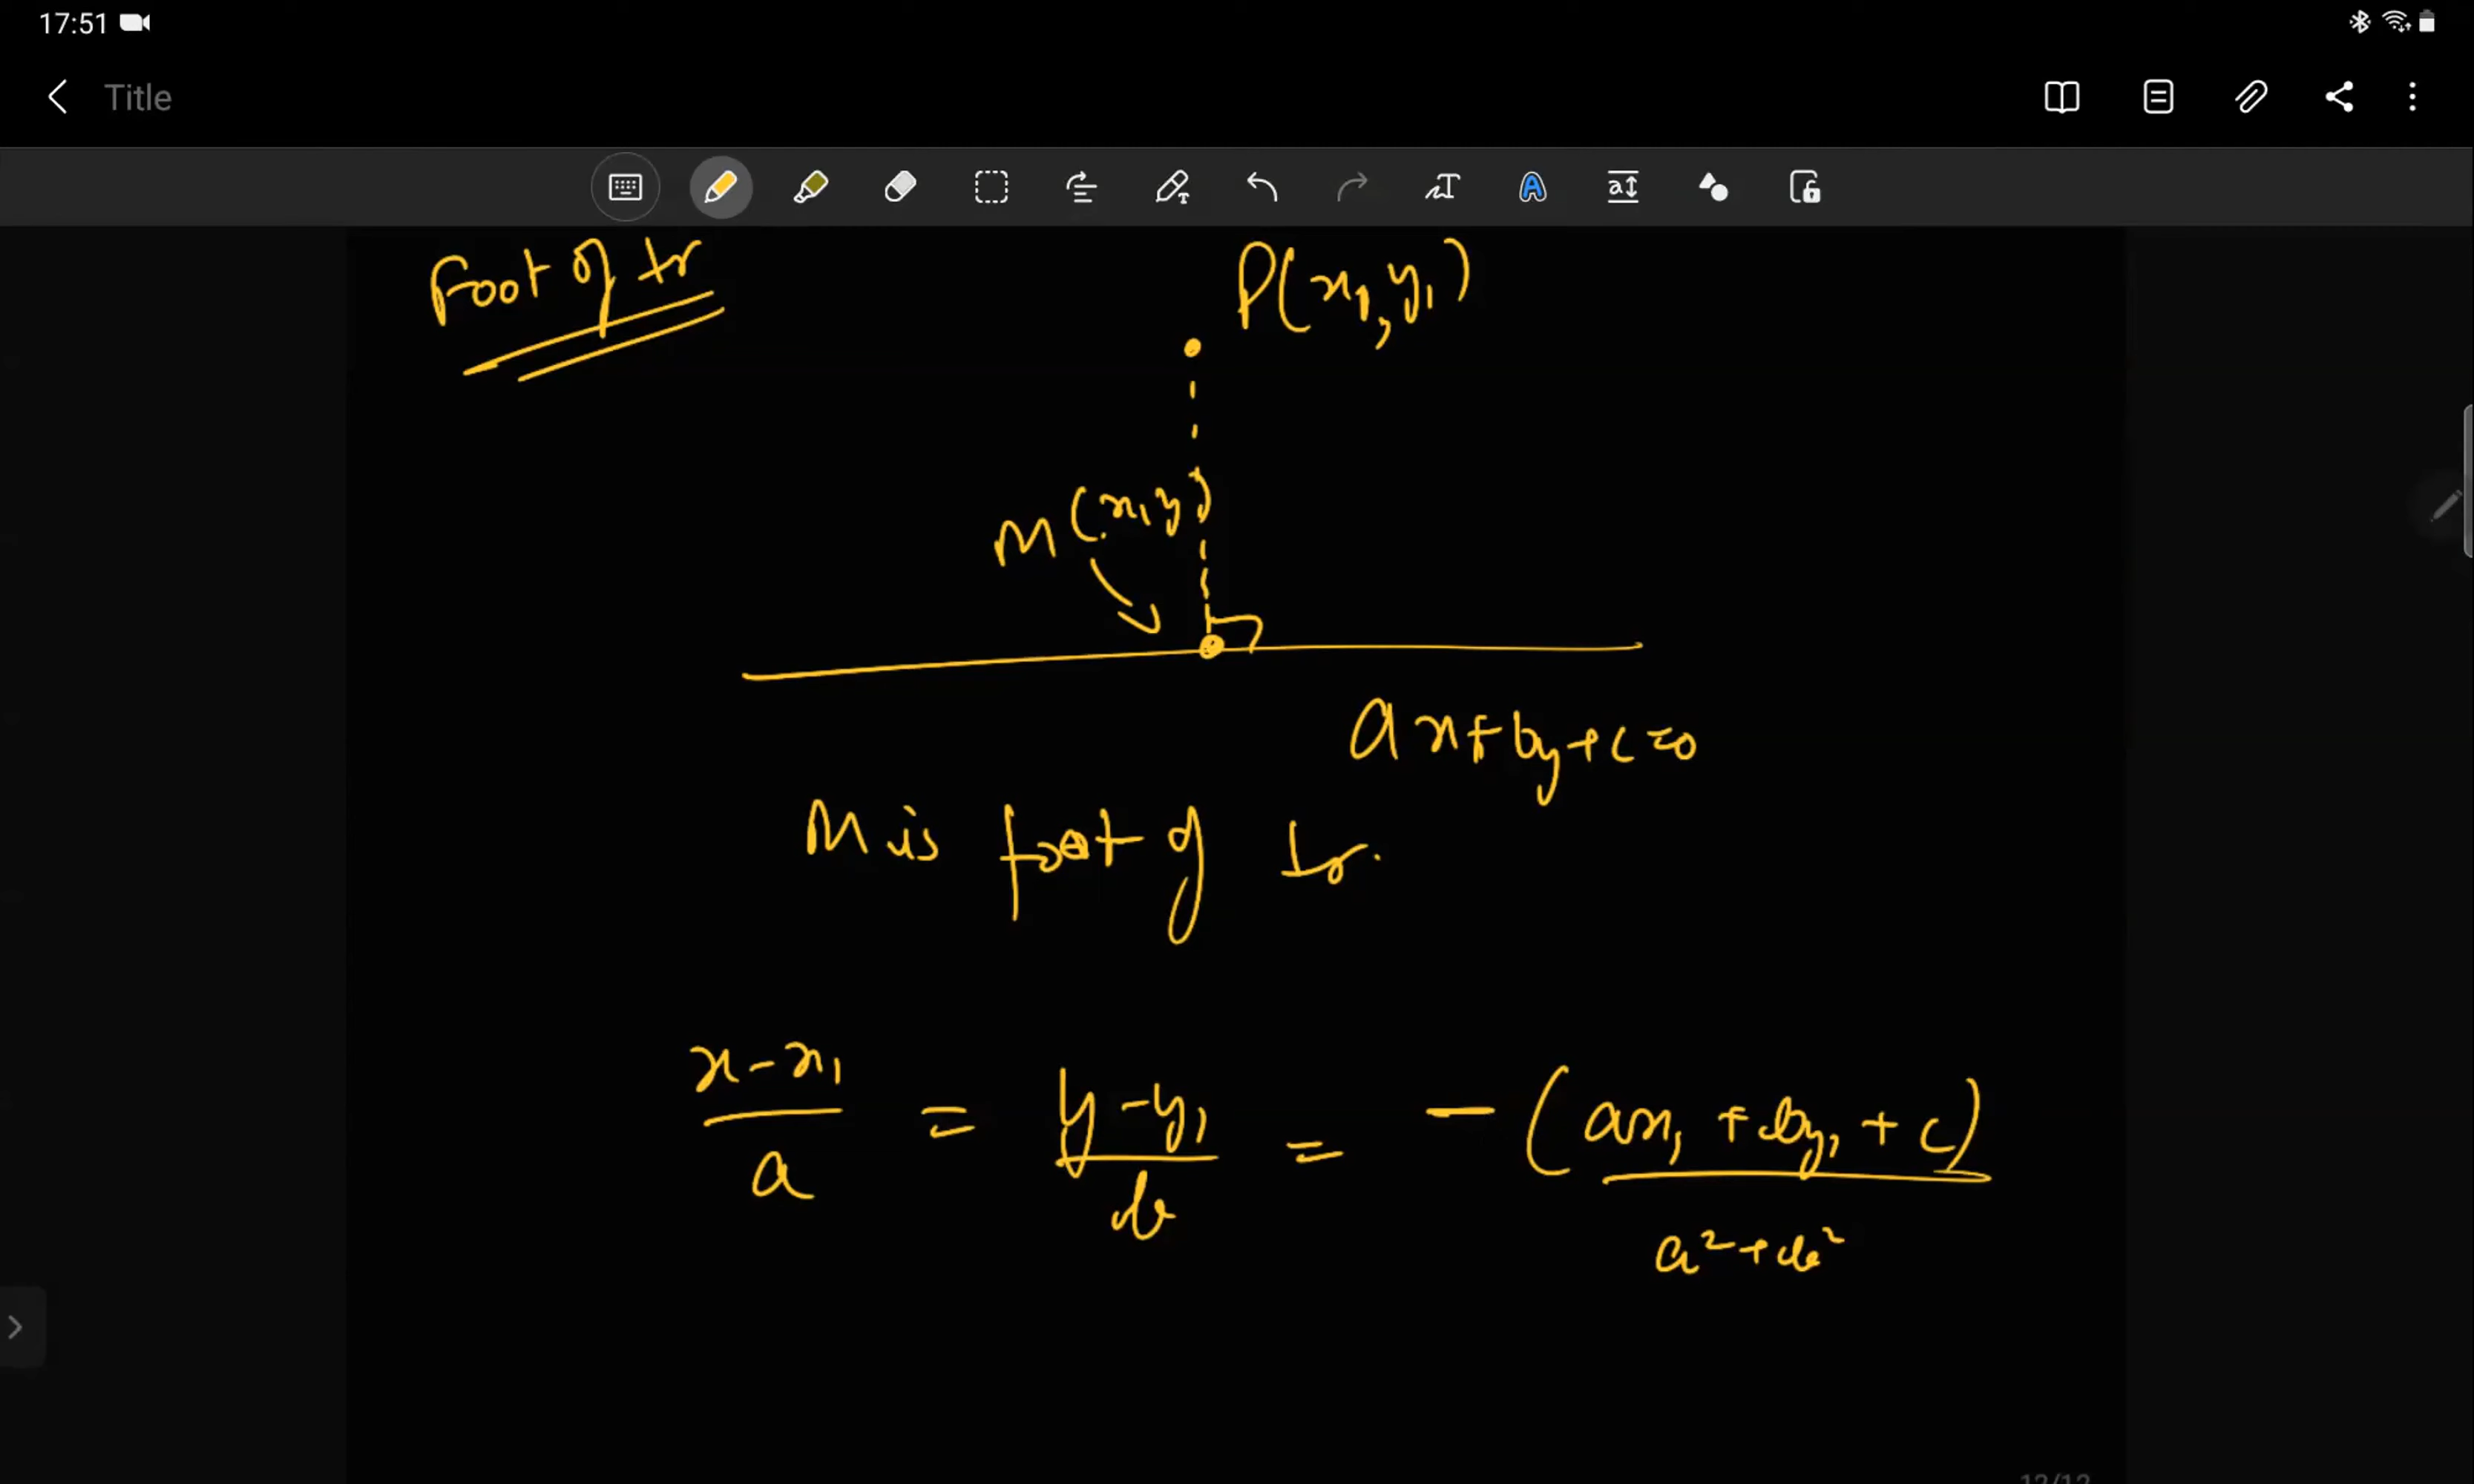 17:51
Title
Foot of ⊥r
P(x₁,y₁)
M(x,y)
ax+by+c=0
M is foot of ⊥r.
x-x₁ / a = y-y₁ / b = -(ax₁+by₁+c) / a²+b²